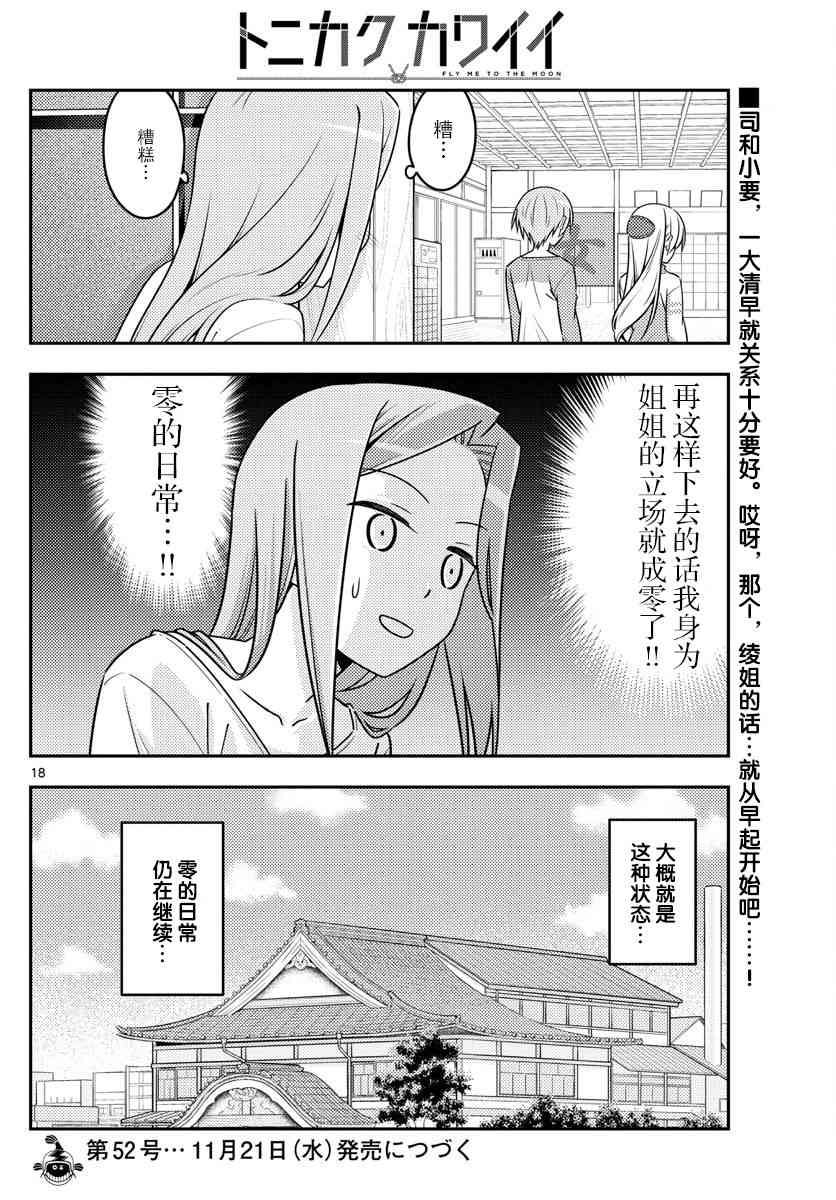 トニカクカワイイ
FLY ME TO THE MOON
■司和小要，一大清早就关系十分要好。哎呀，那个，绫姐的话…就从早起开始吧……！
糟…
糟糕…
再这样下去的话我身为
姐姐的立场就成零了!!
零的日常…!!
18
大概就是
这种状态…
零的日常
仍在继续…
第52号…11月21日(水)発売につづく